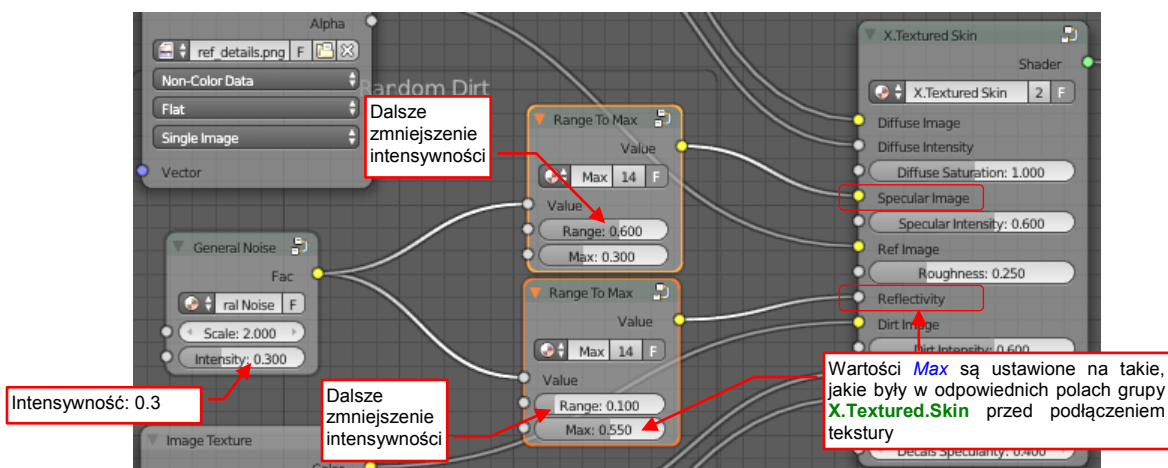 Alpha
ref_details.png F
Non-Color Data
Flat
Single Image
Vector
Random Dirt
Dalsze
zmniejszenie
intensywności
Range To Max
Value
Max 14 F
Value
Range: 0.600
Max: 0.300
General Noise
Fac
ral Noise F
Scale: 2.000
Intensity: 0.300
Intensywność: 0.3
Range To Max
Value
Max 14 F
Value
Range: 0.100
Max: 0.550
Dalsze
zmniejszenie
intensywności
Image Texture
Color
X.Textured Skin
Shader
X.Textured Skin 2 F
Diffuse Image
Diffuse Intensity
Diffuse Saturation: 1.000
Specular Image
Specular Intensity: 0.600
Ref Image
Roughness: 0.250
Reflectivity
Dirt Image
Dirt Intensity: 0.600
Wartości Max są ustawione na takie,
jakie były w odpowiednich polach grupy
X.Textured.Skin przed podłączeniem
tekstury
Decals Specularity: 0.400